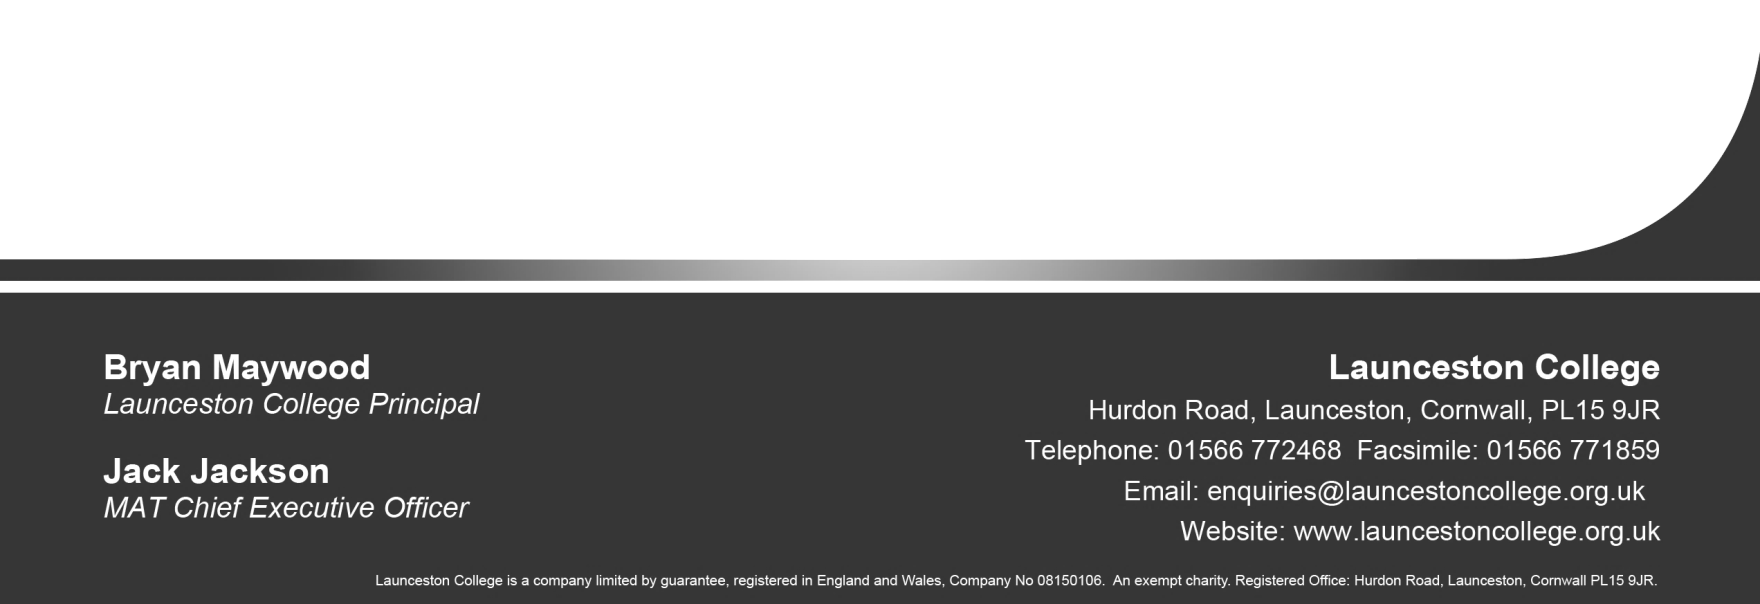 Bryan Maywood
Launceston College Principal
Jack Jackson
MAT Chief Executive Officer
Launceston College
Hurdon Road, Launceston, Cornwall, PL15 9JR
Telephone: 01566 772468  Facsimile: 01566 771859
Email: enquiries@launcestoncollege.org.uk
Website: www.launcestoncollege.org.uk
Launceston College is a company limited by guarantee, registered in England and Wales, Company No 08150106.  An exempt charity. Registered Office: Hurdon Road, Launceston, Cornwall PL15 9JR.